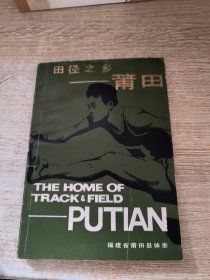 田径之乡
——莆田
THE HOME OF
TRACK & FIELD
—PUTIAN
福建省莆田县体委